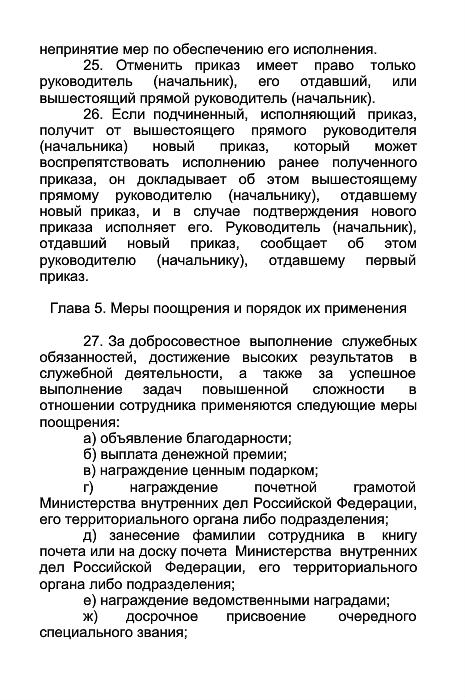 непринятие мер по обеспечению его исполнения.
25. Отменить приказ имеет право только
руководитель (начальник), его отдавший, или
вышестоящий прямой руководитель (начальник).
26. Если подчиненный, исполняющий приказ,
получит от вышестоящего прямого руководителя
(начальника) новый приказ, который может
воспрепятствовать исполнению ранее полученного
приказа, он докладывает об этом вышестоящему
прямому руководителю (начальнику), отдавшему
новый приказ, и в случае подтверждения нового
приказа исполняет его. Руководитель (начальник),
отдавший новый приказ, сообщает об этом
руководителю (начальнику), отдавшему первый
приказ.
Глава 5. Меры поощрения и порядок их применения
27. За добросовестное выполнение служебных
обязанностей, достижение высоких результатов в
служебной деятельности, а также за успешное
выполнение задач повышенной сложности в
отношении сотрудника применяются следующие меры
поощрения:
а) объявление благодарности;
б) выплата денежной премии;
в) награждение ценным подарком;
г) награждение почетной грамотой
Министерства внутренних дел Российской Федерации,
его территориального органа либо подразделения;
д) занесение фамилии сотрудника в книгу
почета или на доску почета Министерства внутренних
дел Российской Федерации, его территориального
органа либо подразделения;
е) награждение ведомственными наградами;
ж) досрочное присвоение очередного
специального звания;